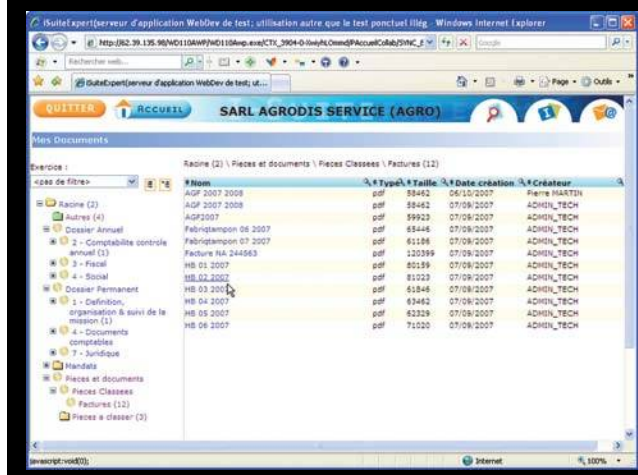 iSuiteExpert(serveur d'application WebDev de test; utilisation autre que le test ponctuel illég - Windows Internet Explorer
Google
Rechercher web...
iSuiteExpert(serveur d'application WebDev de test; ut...
Page
Outils
QUITTER
ACCUEIL
SARL AGRODIS SERVICE (AGRO)
Mes Documents
Exercice :
<pas de filtre>
Racine (2) \ Pieces et documents \ Pieces Classees \ Factures (12)
Nom Type Taille Date création Créateur
AGF 2007 2008 pdf 58462 06/10/2007 Pierre MARTIN
AGF 2007 2008 pdf 58462 07/09/2007 ADMIN_TECH
AGF2007 pdf 59923 07/09/2007 ADMIN_TECH
Fabriqtampon 06 2007 pdf 65446 07/09/2007 ADMIN_TECH
Fabriqtampon 07 2007 pdf 61186 07/09/2007 ADMIN_TECH
Facture NA 244563 pdf 120399 07/09/2007 ADMIN_TECH
HB 01 2007 pdf 80159 07/09/2007 ADMIN_TECH
HB 02 2007 pdf 81023 07/09/2007 ADMIN_TECH
HB 03 2007 pdf 61846 07/09/2007 ADMIN_TECH
HB 04 2007 pdf 63462 07/09/2007 ADMIN_TECH
HB 05 2007 pdf 62329 07/09/2007 ADMIN_TECH
HB 06 2007 pdf 71020 07/09/2007 ADMIN_TECH
Racine (2)
Autres (4)
Dossier Annuel
2 - Comptabilite controle
annuel (1)
3 - Fiscal
4 - Social
Dossier Permanent
1 - Definition,
organisation & suivi de la
mission (1)
4 - Documents
comptables
7 - Juridique
Mandats
Pieces et documents
Pieces Classees
Factures (12)
Pieces a classer (3)
javascript:void(0);
Internet
100%